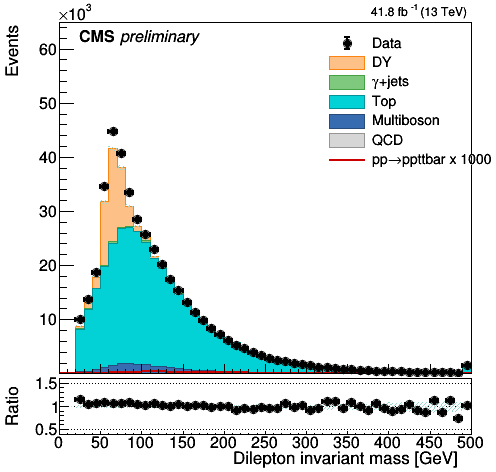 41.8 fb⁻¹ (13 TeV)
×10³
CMS preliminary
Events
60
50
40
30
20
10
0
Data
DY
γ+jets
Top
Multiboson
QCD
pp→ppttbar x 1000
Ratio
1.5
1
0.5
0 50 100 150 200 250 300 350 400 450 500
Dilepton invariant mass [GeV]